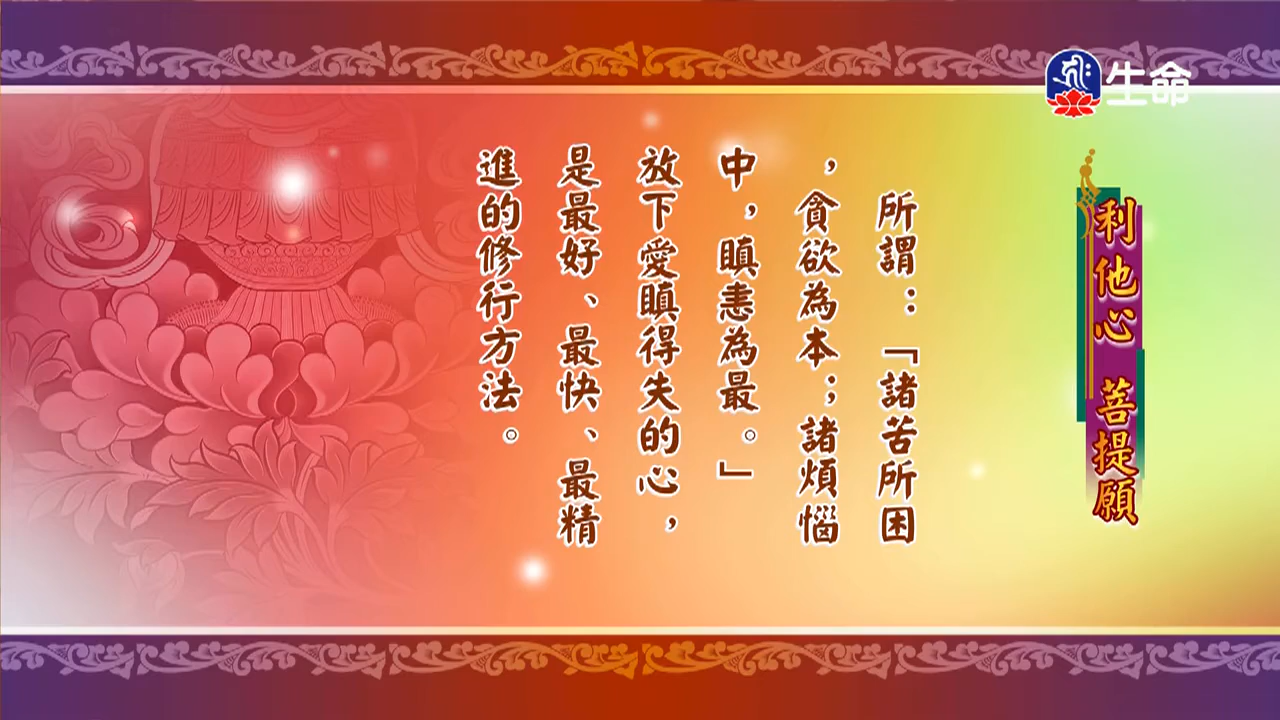 生命
利他心 菩提願
所謂：「諸苦所困
，貪欲為本；諸煩惱
中，瞋恚為最。」
放下愛瞋得失的心，
是最好、最快、最精
進的修行方法。